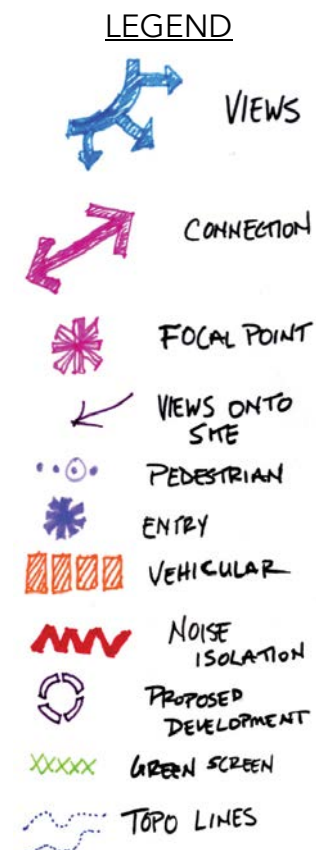 LEGEND
VIEWS
CONNECTION
FOCAL POINT
VIEWS ONTO
SITE
PEDESTRIAN
ENTRY
VEHICULAR
NOISE
ISOLATION
PROPOSED
DEVELOPMENT
GREEN SCREEN
TOPO LINES